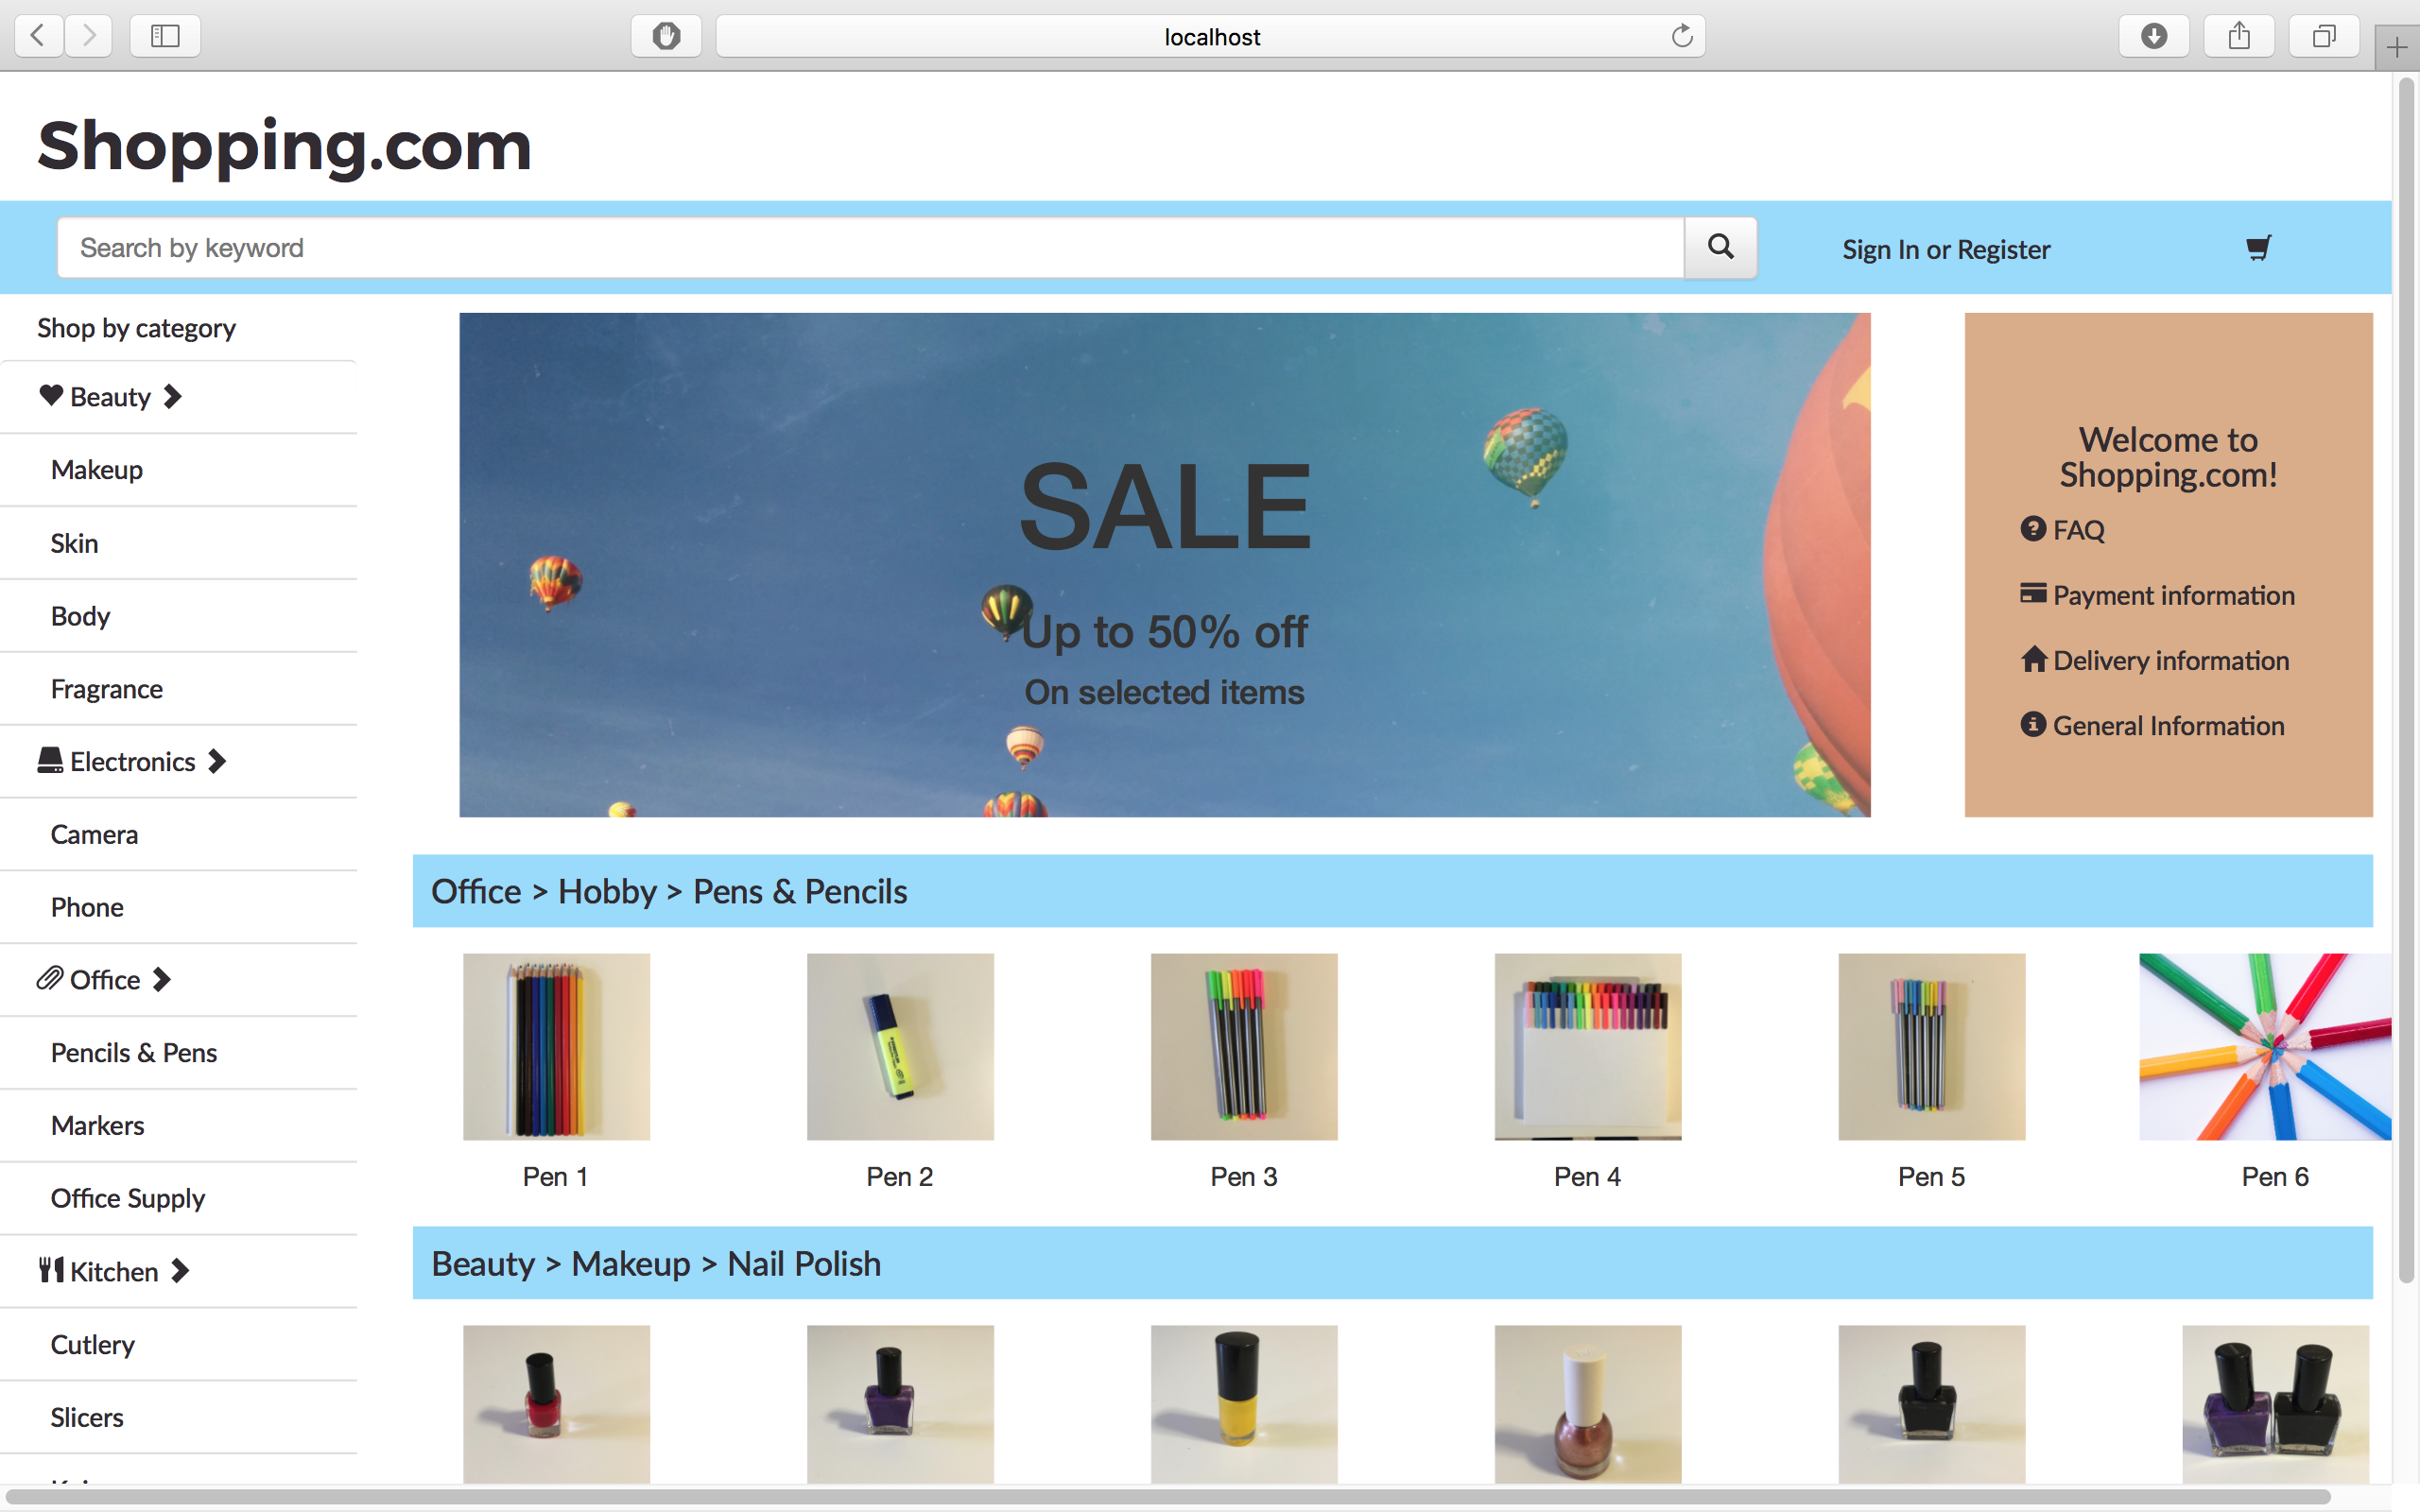 localhost
Shopping.com
Search by keyword
Sign In or Register
Shop by category
Beauty
Makeup
Skin
Body
Fragrance
Electronics
Camera
Phone
Office
Pencils & Pens
Markers
Office Supply
Kitchen
Cutlery
Slicers
SALE
Up to 50% off
On selected items
Welcome to
Shopping.com!
FAQ
Payment information
Delivery information
General Information
Office > Hobby > Pens & Pencils
Pen 1
Pen 2
Pen 3
Pen 4
Pen 5
Pen 6
Beauty > Makeup > Nail Polish